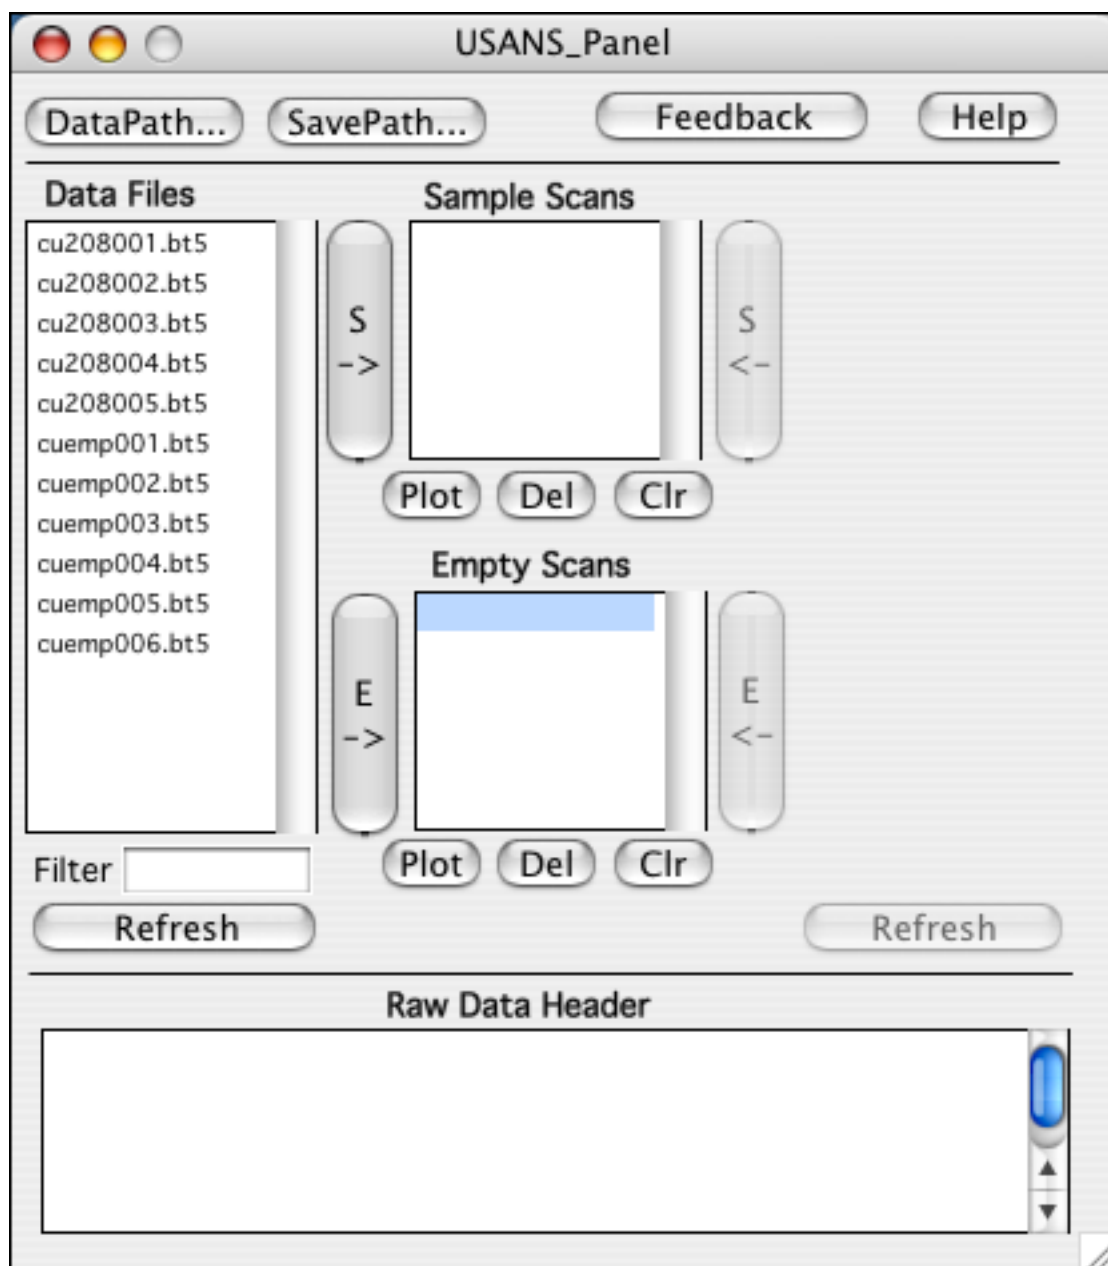 USANS_Panel
DataPath... SavePath... Feedback Help
Data Files
cu208001.bt5
cu208002.bt5
cu208003.bt5
cu208004.bt5
cu208005.bt5
cuemp001.bt5
cuemp002.bt5
cuemp003.bt5
cuemp004.bt5
cuemp005.bt5
cuemp006.bt5
Filter
Refresh
S
->
Sample Scans
S
<-
Plot Del Clr
E
->
Empty Scans
E
<-
Plot Del Clr
Refresh
Raw Data Header